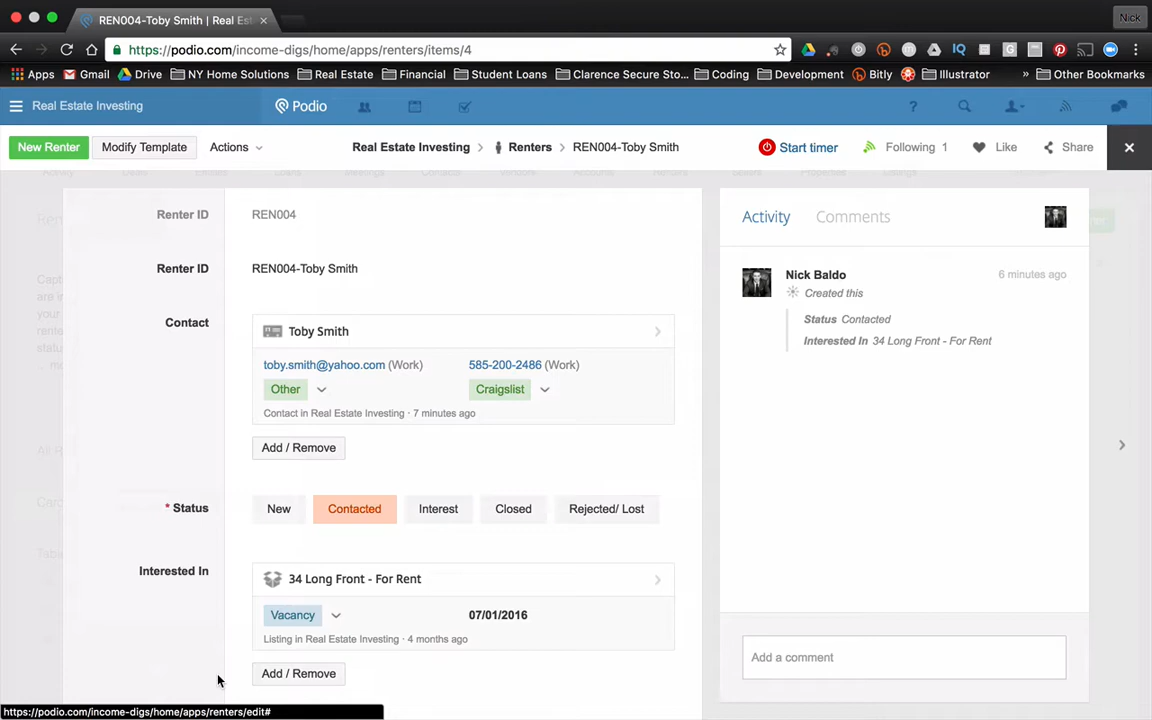 REN004-Toby Smith | Real Es
Nick
https://podio.com/income-digs/home/apps/renters/items/4
Apps Gmail Drive NY Home Solutions Real Estate Financial Student Loans Clarence Secure Sto... Coding Development Bitly Illustrator » Other Bookmarks
Real Estate Investing Podio
New Renter Modify Template Actions Real Estate Investing Renters REN004-Toby Smith Start timer Following 1 Like Share
Renter ID REN004
Renter ID REN004-Toby Smith
Contact Toby Smith
toby.smith@yahoo.com (Work) 585-200-2486 (Work)
Other Craigslist
Contact in Real Estate Investing · 7 minutes ago
Add / Remove
* Status New Contacted Interest Closed Rejected/ Lost
Interested In 34 Long Front - For Rent
Vacancy 07/01/2016
Listing in Real Estate Investing · 4 months ago
Add / Remove
Activity Comments
Nick Baldo 6 minutes ago
Created this
Status Contacted
Interested In 34 Long Front - For Rent
Add a comment
https://podio.com/income-digs/home/apps/renters/edit#